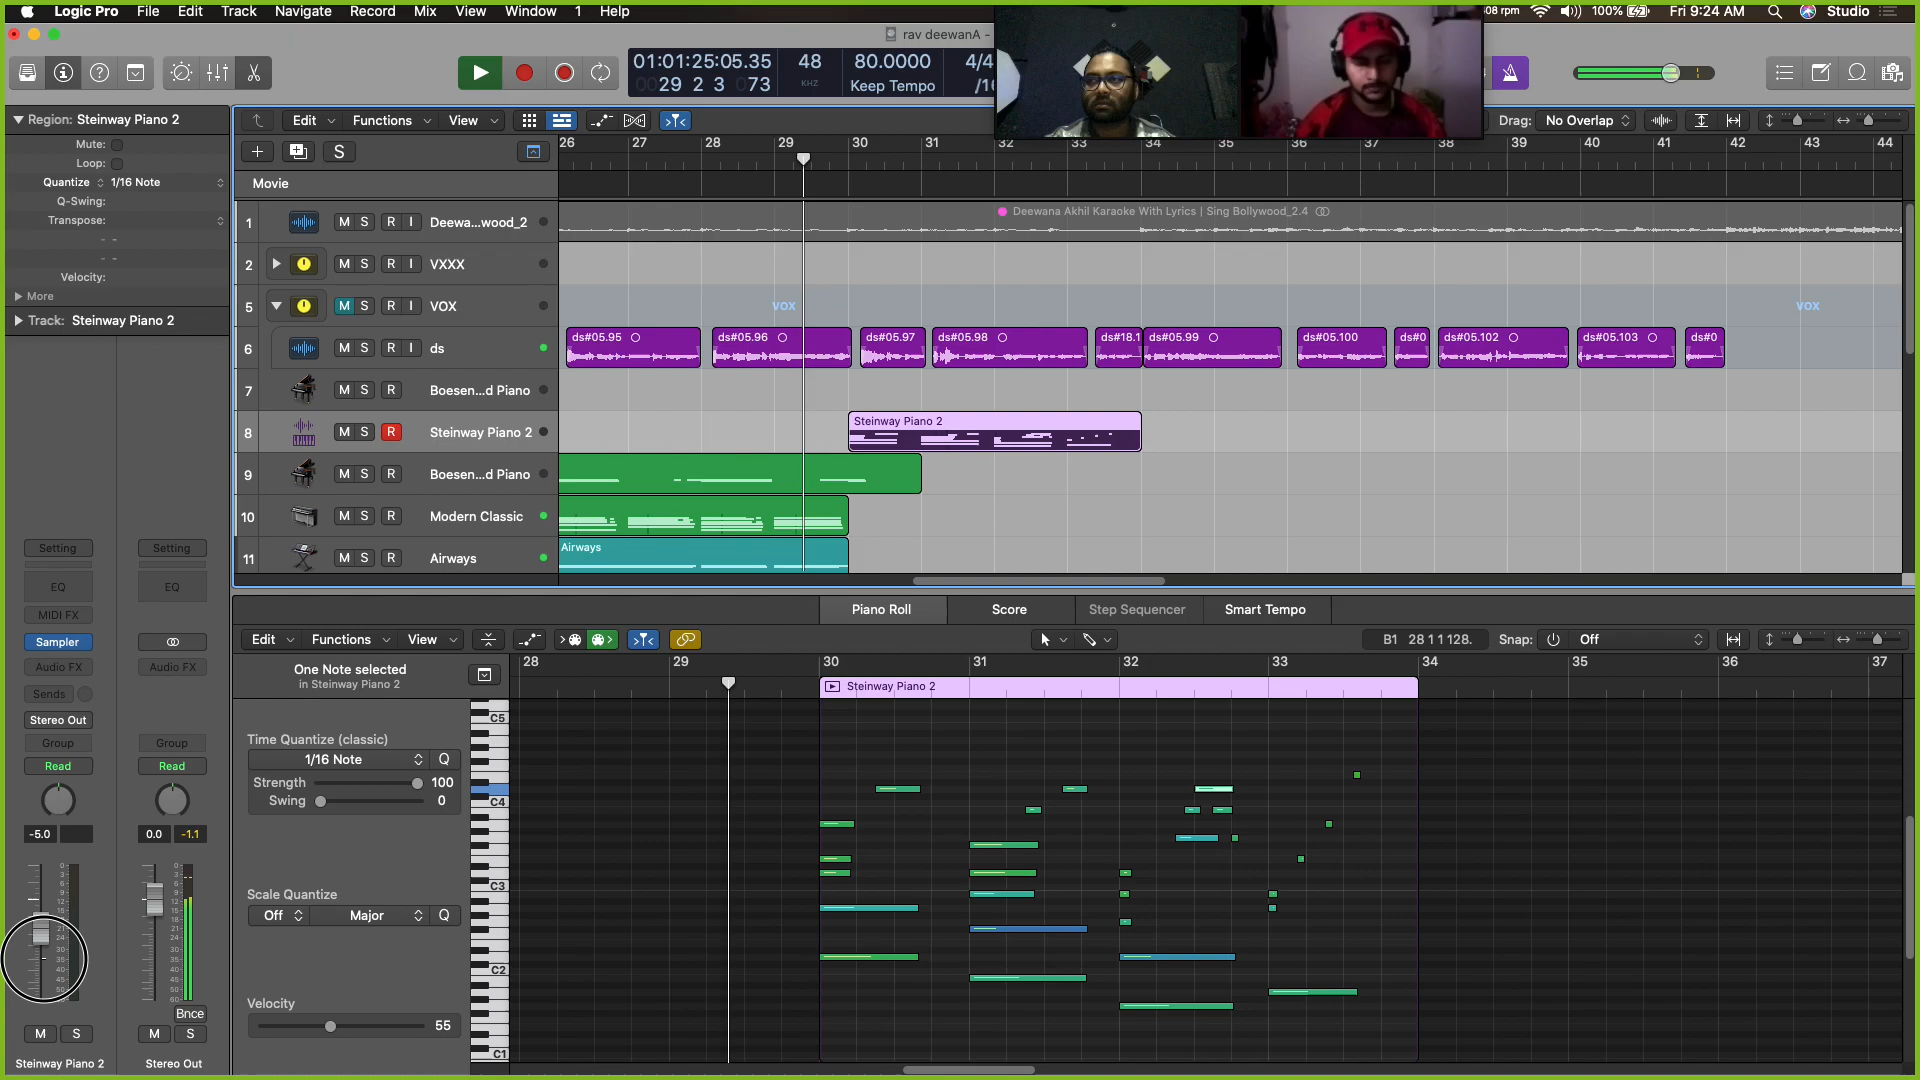 Logic Pro File Edit Track Navigate Record Mix View Window 1 Help
08 rpm 100% Fri 9:24 AM Studio
rav deewanA -
01:01:25:05.35 48 80.0000 4/4
0029 2 3 073 KHZ Keep Tempo /16
Region: Steinway Piano 2
Mute:
Loop:
Quantize 1/16 Note
Q-Swing:
Transpose:
Velocity:
More
Track: Steinway Piano 2
Edit Functions View
Drag: No Overlap
S
26 27 28 29 30 31 32 33 34 35 36 37 38 39 40 41 42 43 44
Movie
1 M S R I Deewa...wood_2
Deewana Akhil Karaoke With Lyrics | Sing Bollywood_2.4
2 M S R I VXXX
5 M S R I VOX
VOX VOX
6 M S R I ds
ds#05.95 ds#05.96 ds#05.97 ds#05.98 ds#18.1 ds#05.99 ds#05.100 ds#0 ds#05.102 ds#05.103 ds#0
7 M S R Boesen...d Piano
8 M S R Steinway Piano 2
Steinway Piano 2
9 M S R Boesen...d Piano
10 M S R Modern Classic
11 M S R Airways
Airways
Setting Setting
EQ EQ
MIDI FX
Sampler
Audio FX Audio FX
Sends
Stereo Out
Group Group
Read Read
-5.0 0.0 -1.1
Bnce
M S M S
Steinway Piano 2 Stereo Out
Piano Roll Score Step Sequencer Smart Tempo
Edit Functions View
B1 28 1 1 128. Snap: Off
One Note selected
in Steinway Piano 2
28 29 30 31 32 33 34 35 36 37
Steinway Piano 2
Time Quantize (classic)
1/16 Note Q
Strength 100
Swing 0
Scale Quantize
Off Major Q
Velocity
55
C5
C4
C3
C2
C1